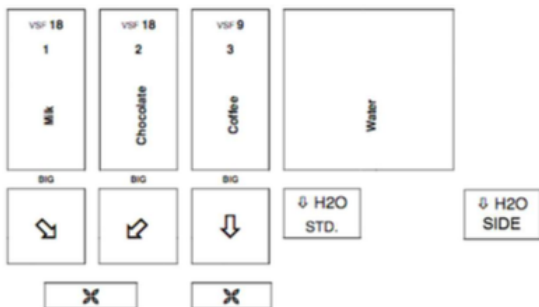 VSF 18 VSF 18 VSF 9
1 2 3
Milk Chocolate Coffee Water
BIG BIG BIG
⇩ H2O
STD.
⇩ H2O
SIDE